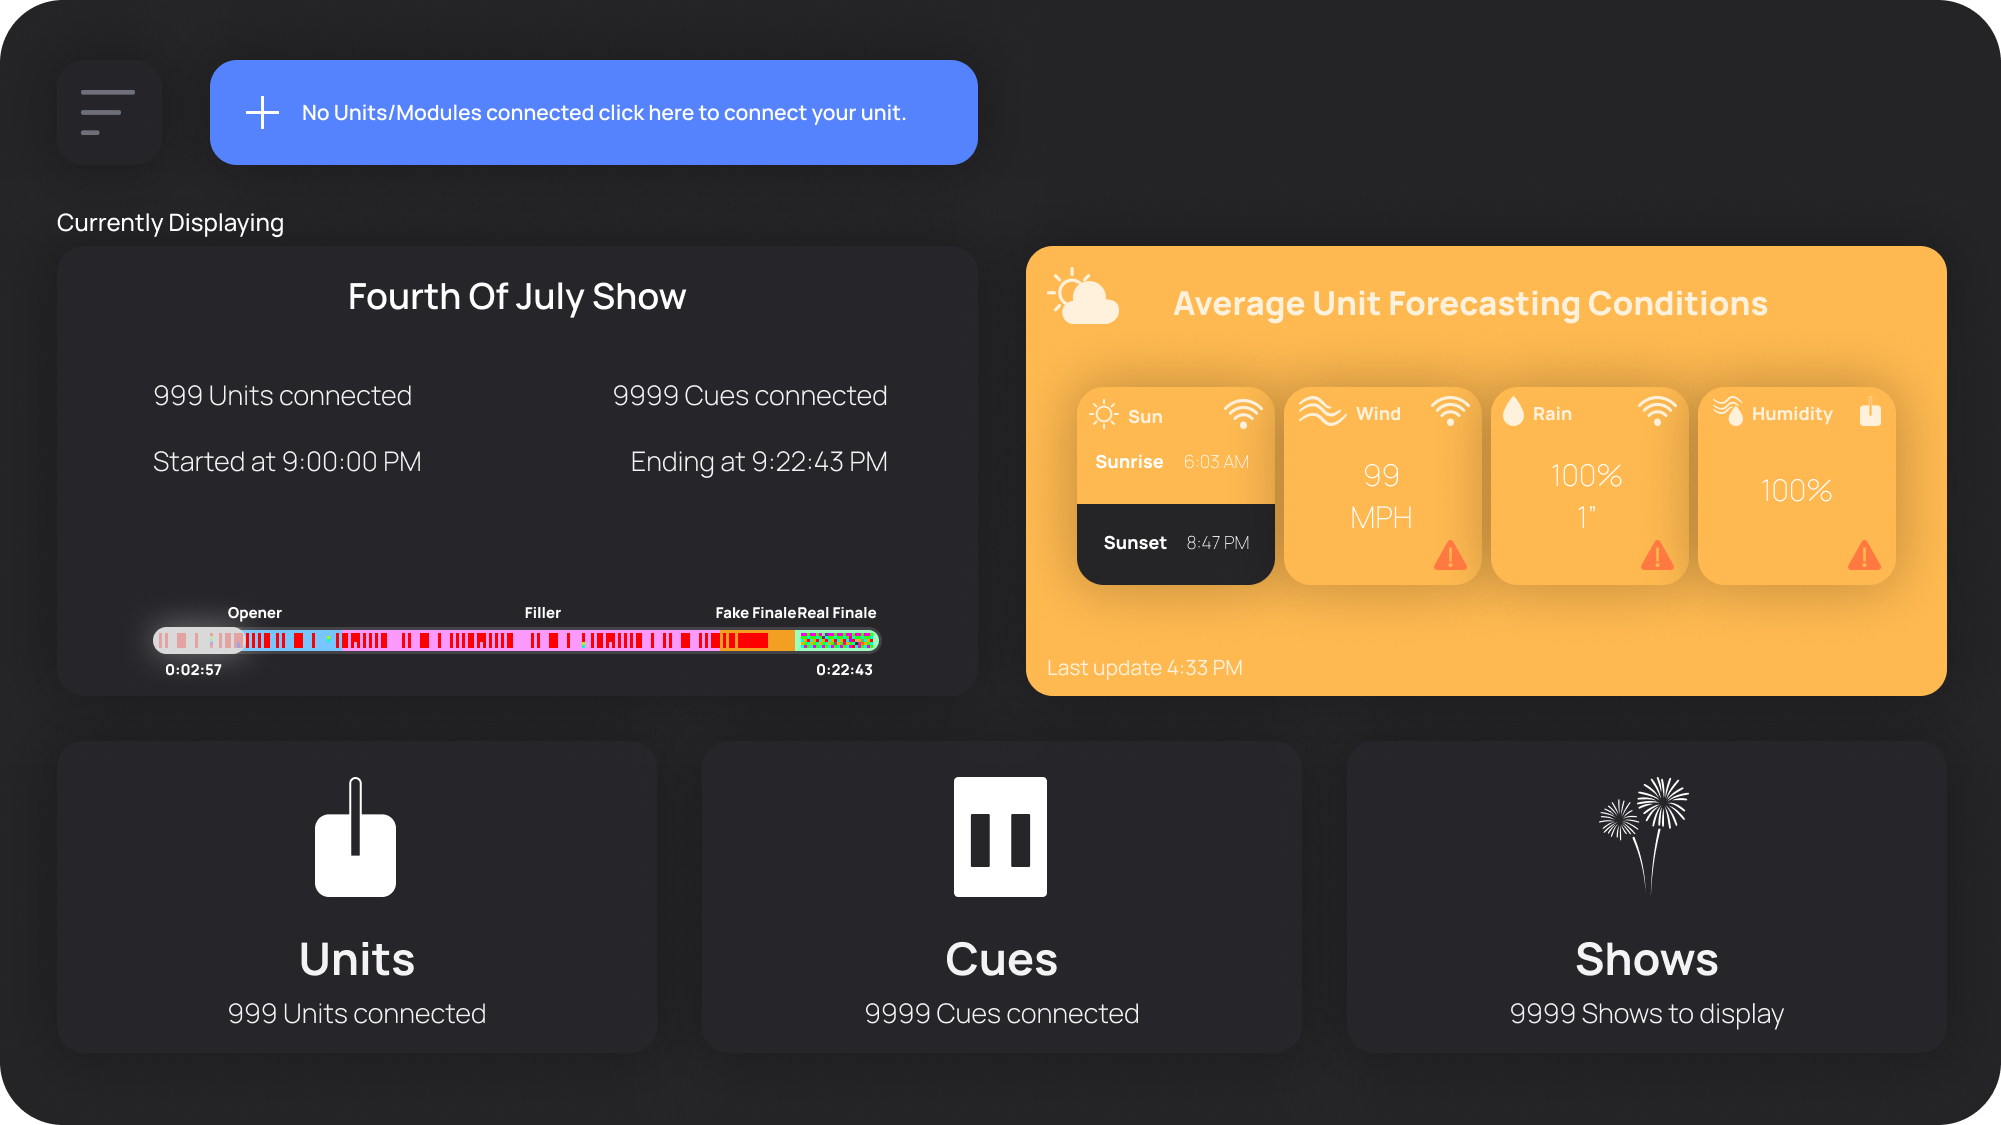 No Units/Modules connected click here to connect your unit.
Currently Displaying
Fourth Of July Show
999 Units connected
9999 Cues connected
Started at 9:00:00 PM
Ending at 9:22:43 PM
Opener
Filler
Fake Finale
Real Finale
0:02:57
0:22:43
Average Unit Forecasting Conditions
Sun
Sunrise 6:03 AM
Sunset 8:47 PM
Wind
99
MPH
Rain
100%
1”
Humidity
100%
Last update 4:33 PM
Units
999 Units connected
Cues
9999 Cues connected
Shows
9999 Shows to display